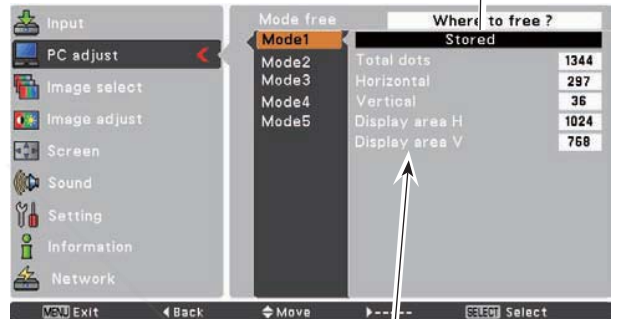 Input
PC adjust
Image select
Image adjust
Screen
Sound
Setting
Information
Network
Mode free
Where to free ?
Mode1
Mode2
Mode3
Mode4
Mode5
Stored
Total dots 1344
Horizontal 297
Vertical 36
Display area H 1024
Display area V 768
MENU Exit Back Move ----- SELECT Select